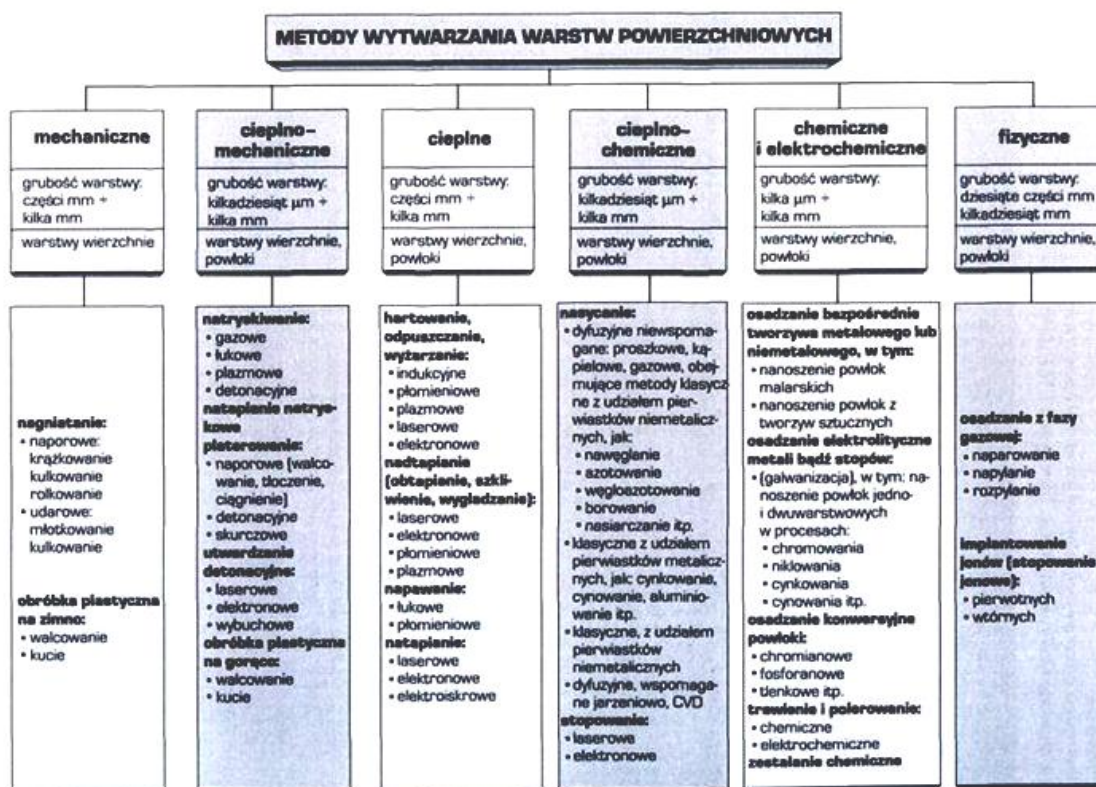 METODY WYTWARZANIA WARSTW POWIERZCHNIOWYCH
mechaniczne
grubość warstwy:
części mm ÷
kilka mm
warstwy wierzchnie
nagniatanie:
• naporowe:
krążkowanie
kulkowanie
rolkowanie
• udarowe:
młotkowanie
kulkowanie
obróbka plastyczna
na zimno:
• walcowanie
• kucie
cieplno–
mechaniczne
grubość warstwy:
kilkadziesiąt µm ÷
kilka mm
warstwy wierzchnie,
powłoki
natryskiwanie:
• gazowe
• łukowe
• plazmowe
• detonacyjne
natapianie natrys-
kowe
platerowanie:
• naporowe (walco-
wanie, tłoczenie,
ciągnienie)
• detonacyjne
• skurczowe
utwardzanie
detonacyjne:
• laserowe
• elektronowe
• wybuchowe
obróbka plastyczna
na gorąco:
• walcowanie
• kucie
cieplne
grubość warstwy:
części mm ÷
kilka mm
warstwy wierzchnie,
powłoki
hartowanie,
odpuszczanie,
wyżarzanie:
• indukcyjne
• płomieniowe
• plazmowe
• laserowe
• elektronowe
nadtapianie
(obtapianie, szkli-
wienie, wygładzanie):
• laserowe
• elektronowe
• płomieniowe
• plazmowe
napawanie:
• łukowe
• płomieniowe
natapianie:
• laserowe
• elektronowe
• elektroiskrowe
cieplno–
chemiczne
grubość warstwy:
kilkadziesiąt µm ÷
kilka mm
warstwy wierzchnie,
powłoki
nasycanie:
• dyfuzyjne niewspoma-
gane: proszkowe, ką-
pielowe, gazowe, obej-
mujące metody klasycz
ne z udziałem pier-
wiastków niemetalicz-
nych, jak:
• nawęglanie
• azotowanie
• węgloazotowanie
• borowanie
• nasiarczanie itp.
• klasyczne z udziałem
pierwiastków metalicz-
nych, jak: cynkowanie,
cynowanie, aluminio-
wanie itp.
• klasyczne, z udziałem
pierwiastków
niemetalicznych
• dyfuzyjne, wspomaga-
ne jarzeniowo, CVD
stopowanie:
• laserowe
• elektronowe
chemiczne
i elektrochemiczne
grubość warstwy:
kilka µm ÷
kilka mm
warstwy wierzchnie,
powłoki
osadzanie bezpośrednie
tworzywa metalowego lub
niemetalowego, w tym:
• nanoszenie powłok
malarskich
• nanoszenie powłok z
tworzyw sztucznych
osadzanie elektrolityczne
metali bądź stopów:
• (galwanizacja), w tym: na-
noszenie powłok jedno-
i dwuwarstwowych
w procesach:
• chromowania
• niklowania
• cynkowania
• cynowania itp.
osadzanie konwersyjne
powłoki:
• chromianowe
• fosforanowe
• tlenkowe itp.
trawienie i polerowanie:
• chemiczne
• elektrochemiczne
zestalanie chemiczne
fizyczne
grubość warstwy:
dziesiąte części mm
kilkadziesiąt mm
warstwy wierzchnie,
powłoki
osadzanie z fazy
gazowej:
• naparowanie
• napylanie
• rozpylanie
implantowanie
jonów (stopowanie
jonowe):
• pierwotnych
• wtórnych